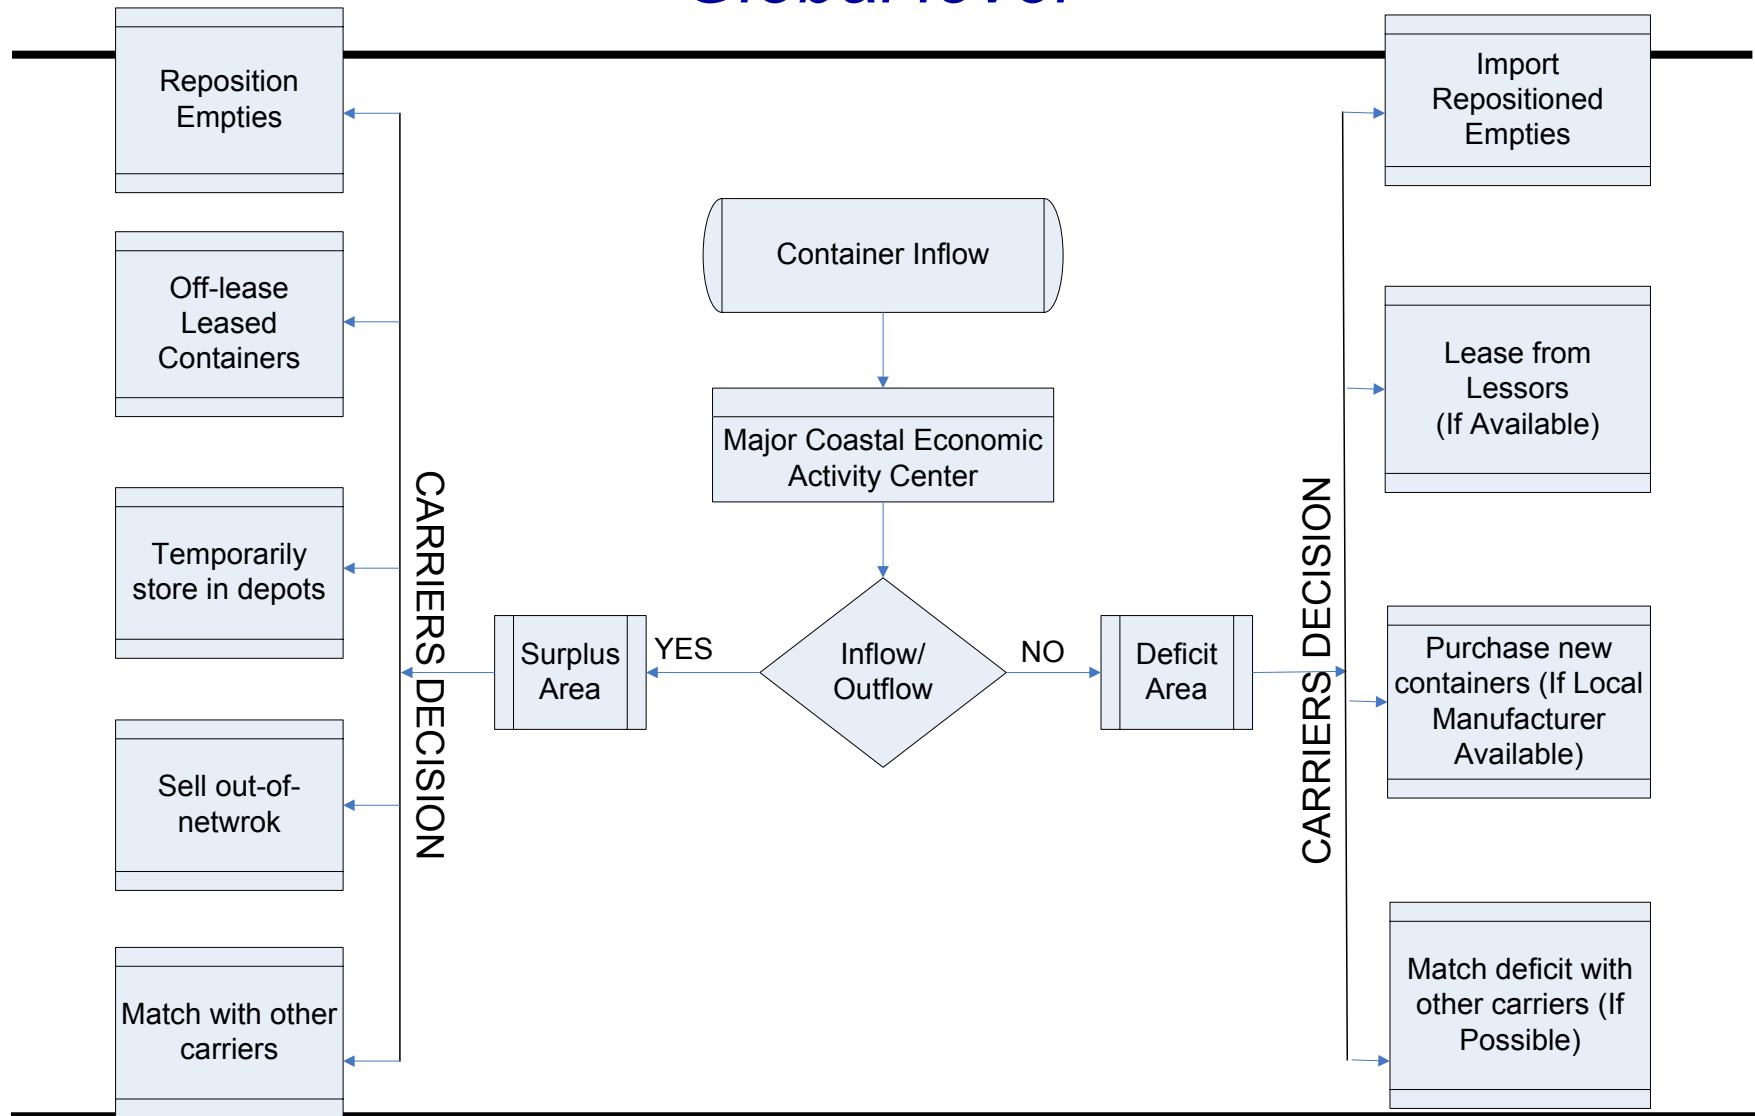 Global level
Reposition
Empties
Off-lease
Leased
Containers
Temporarily
store in depots
Sell out-of-
netwrok
Match with other
carriers
CARRIERS DECISION
Surplus
Area
YES
Container Inflow
Major Coastal Economic
Activity Center
Inflow/
Outflow
NO
Deficit
Area
CARRIERS DECISION
Import
Repositioned
Empties
Lease from
Lessors
(If Available)
Purchase new
containers (If Local
Manufacturer
Available)
Match deficit with
other carriers (If
Possible)